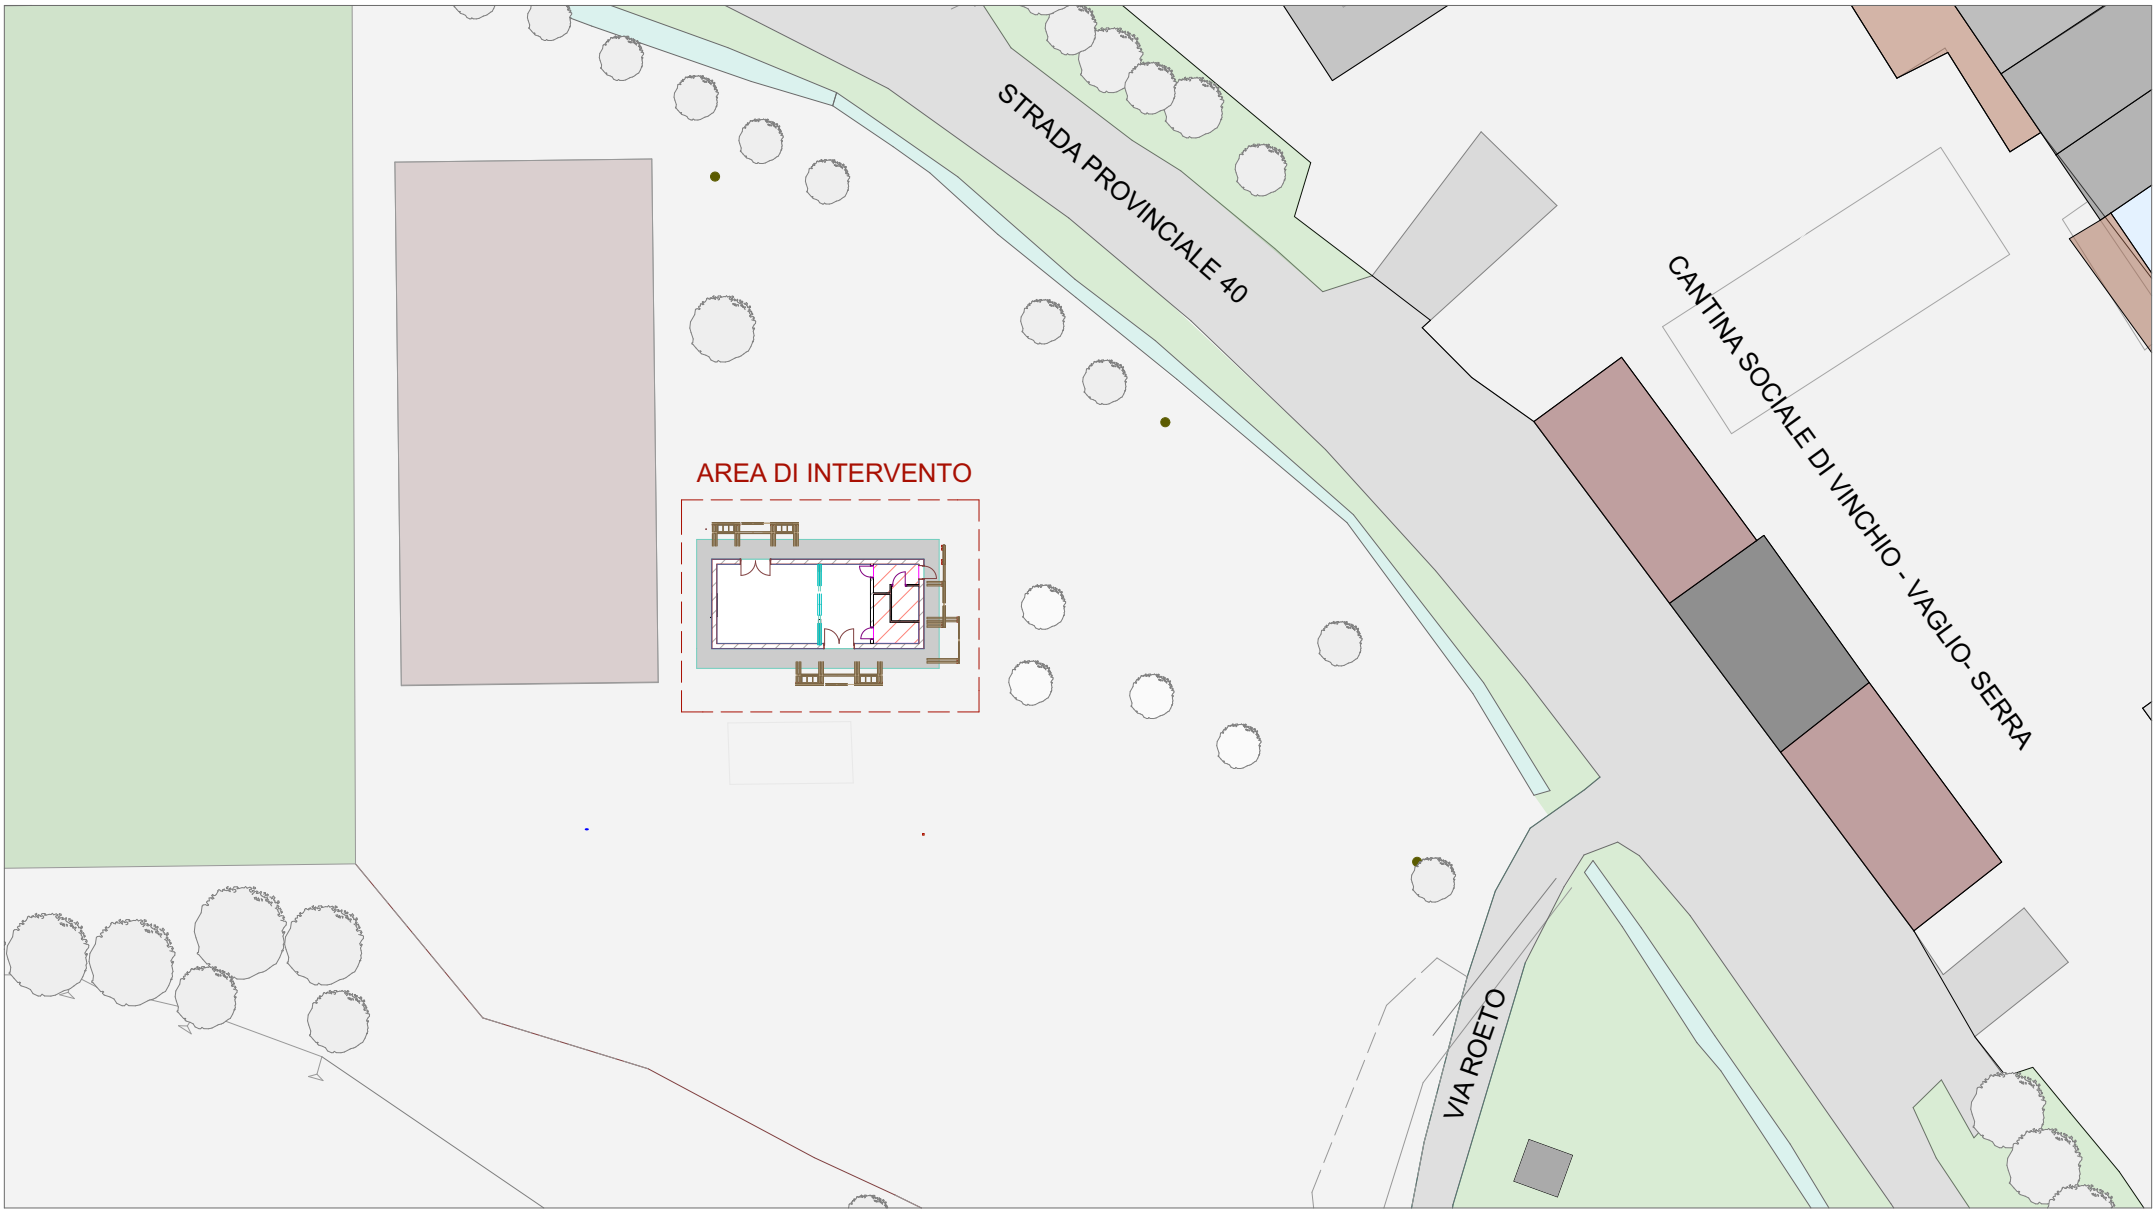 STRADA PROVINCIALE 40
CANTINA SOCIALE DI VINCHIO - VAGLIO- SERRA
AREA DI INTERVENTO
VIA ROETO